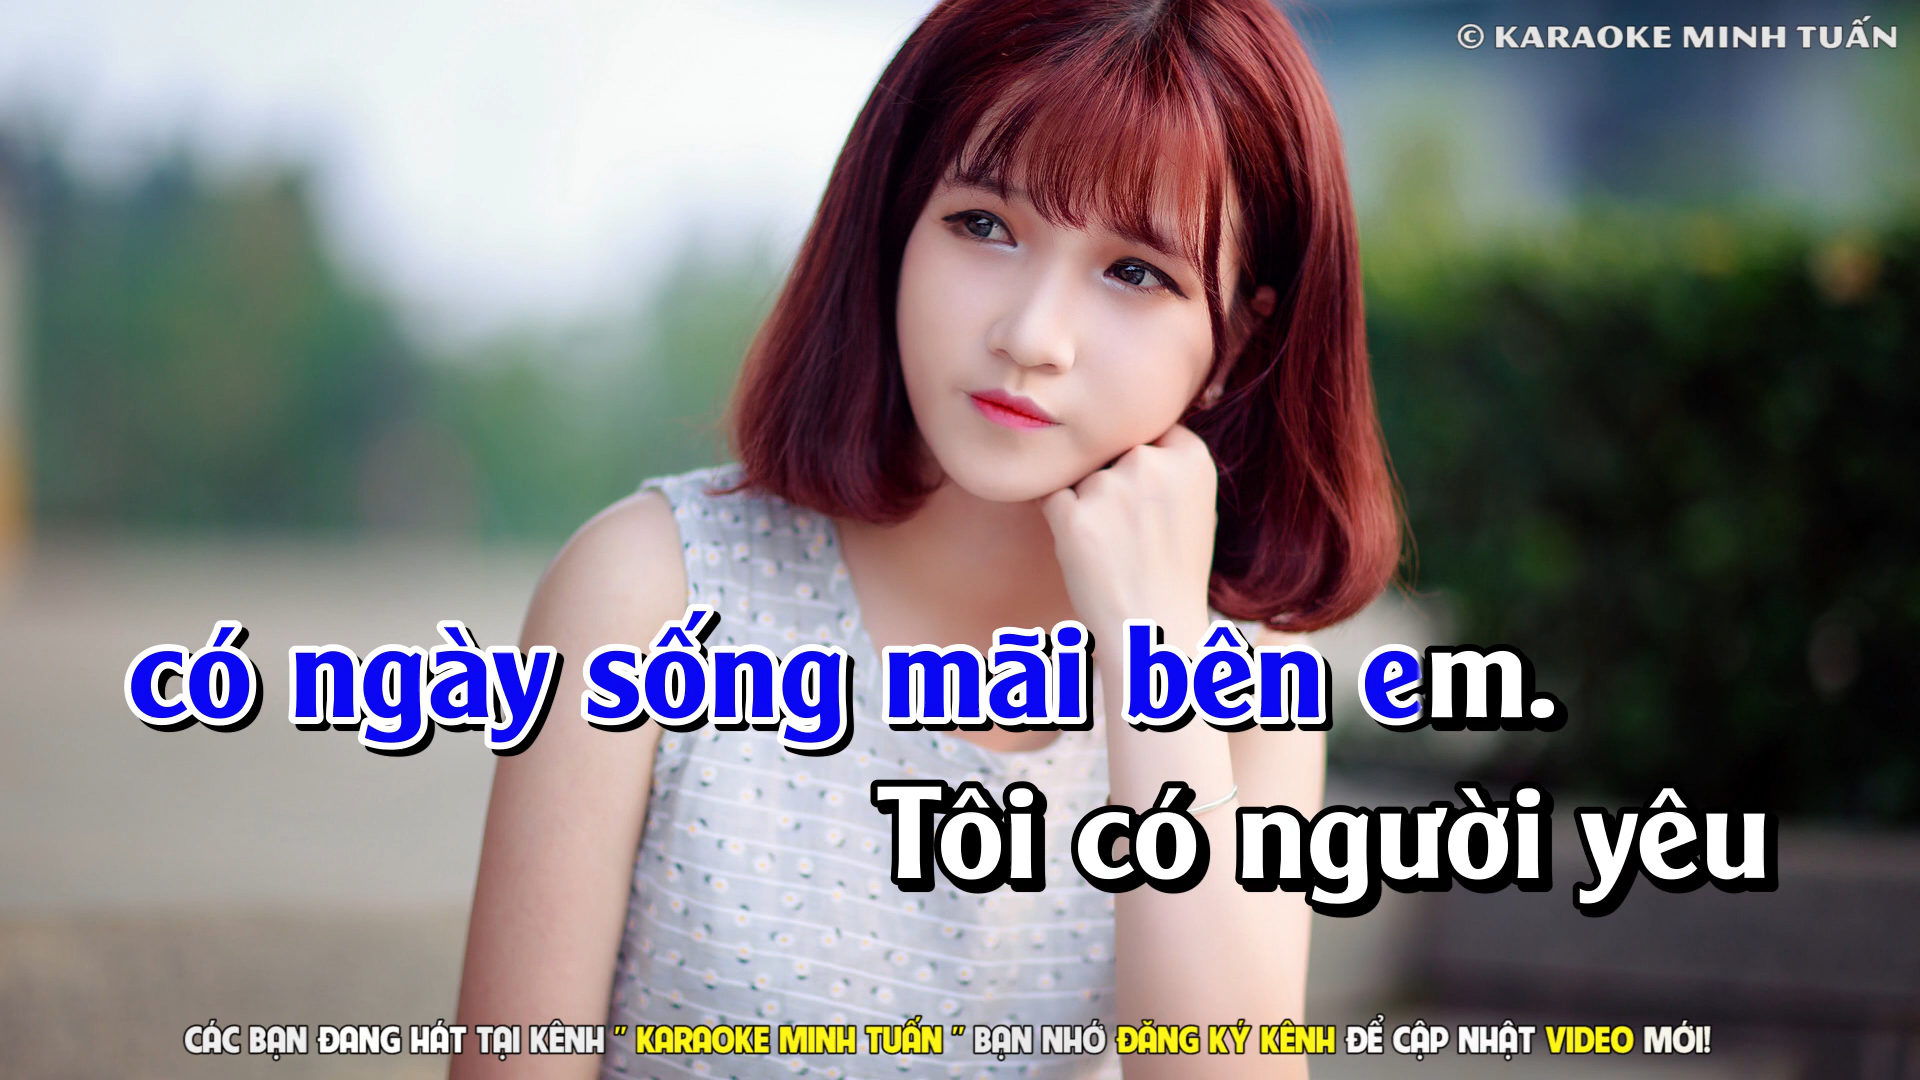 © KARAOKE MINH TUẤN
có ngày sống mãi bên em.
Tôi có người yêu
CÁC BẠN ĐANG HÁT TẠI KÊNH " KARAOKE MINH TUẤN " BẠN NHỚ ĐĂNG KÝ KÊNH ĐỂ CẬP NHẬT VIDEO MỚI!